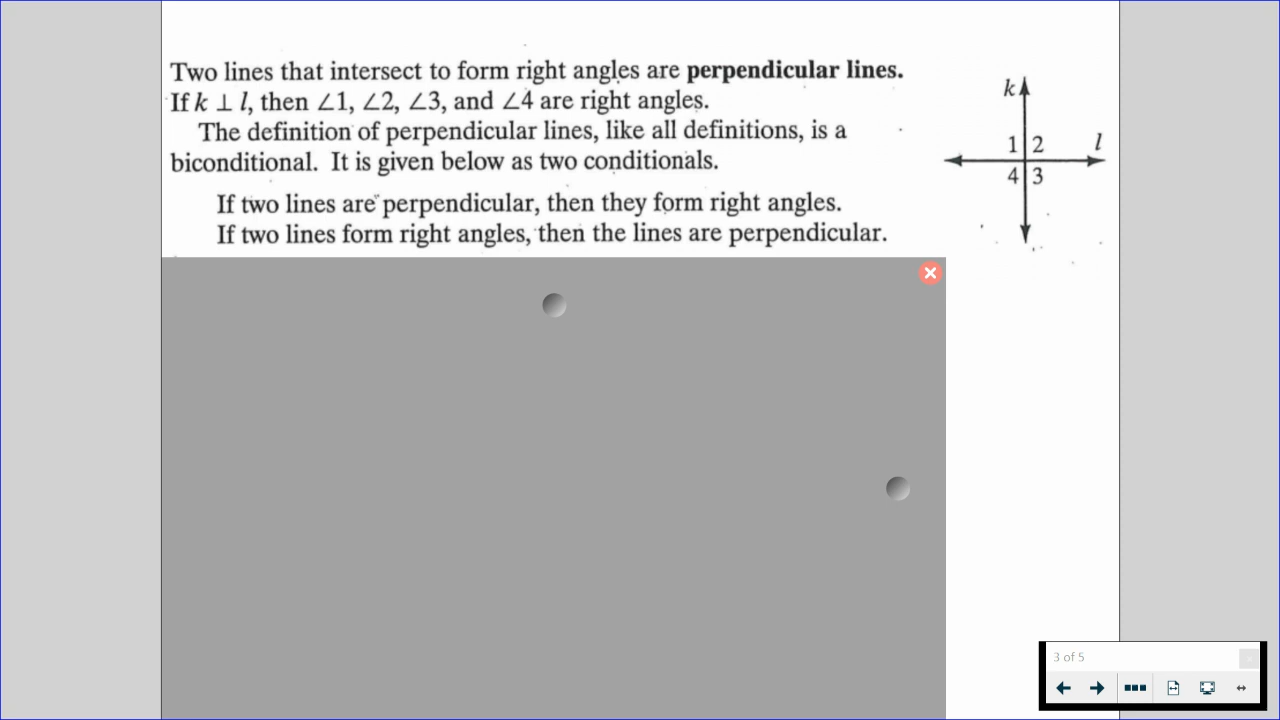 Two lines that intersect to form right angles are perpendicular lines.
If k ⊥ l, then ∠1, ∠2, ∠3, and ∠4 are right angles.
The definition of perpendicular lines, like all definitions, is a
biconditional. It is given below as two conditionals.
If two lines are perpendicular, then they form right angles.
If two lines form right angles, then the lines are perpendicular.
k
1 2 l
4 3
3 of 5